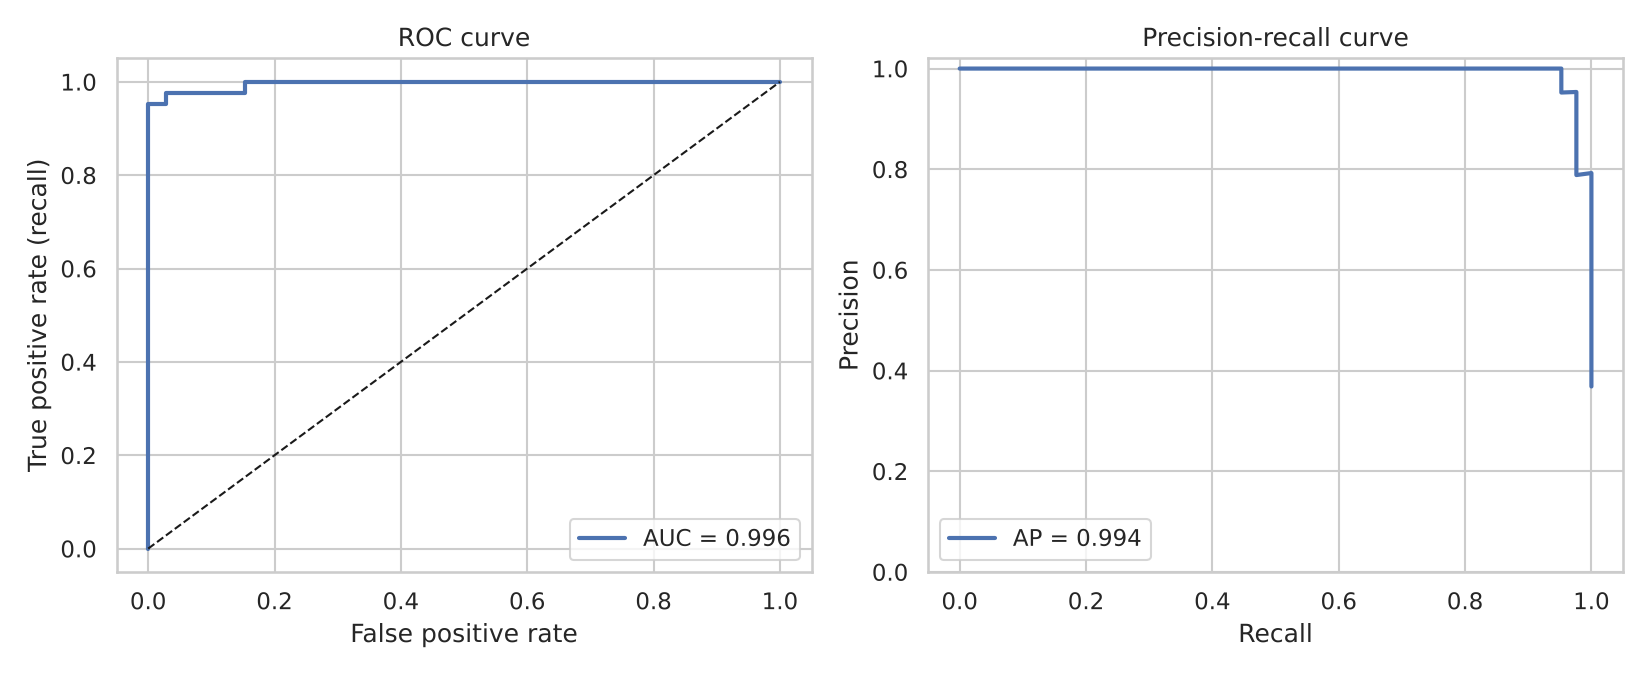 ROC curve
True positive rate (recall)
1.0
0.8
0.6
0.4
0.2
0.0
AUC = 0.996
0.0 0.2 0.4 0.6 0.8 1.0
False positive rate
Precision-recall curve
Precision
1.0
0.8
0.6
0.4
0.2
0.0
AP = 0.994
0.0 0.2 0.4 0.6 0.8 1.0
Recall